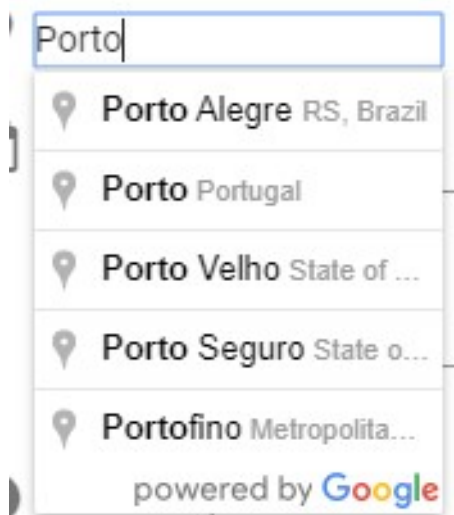 Porto
Porto Alegre RS, Brazil
Porto Portugal
Porto Velho State of ...
Porto Seguro State o...
Portofino Metropolita...
powered by Google